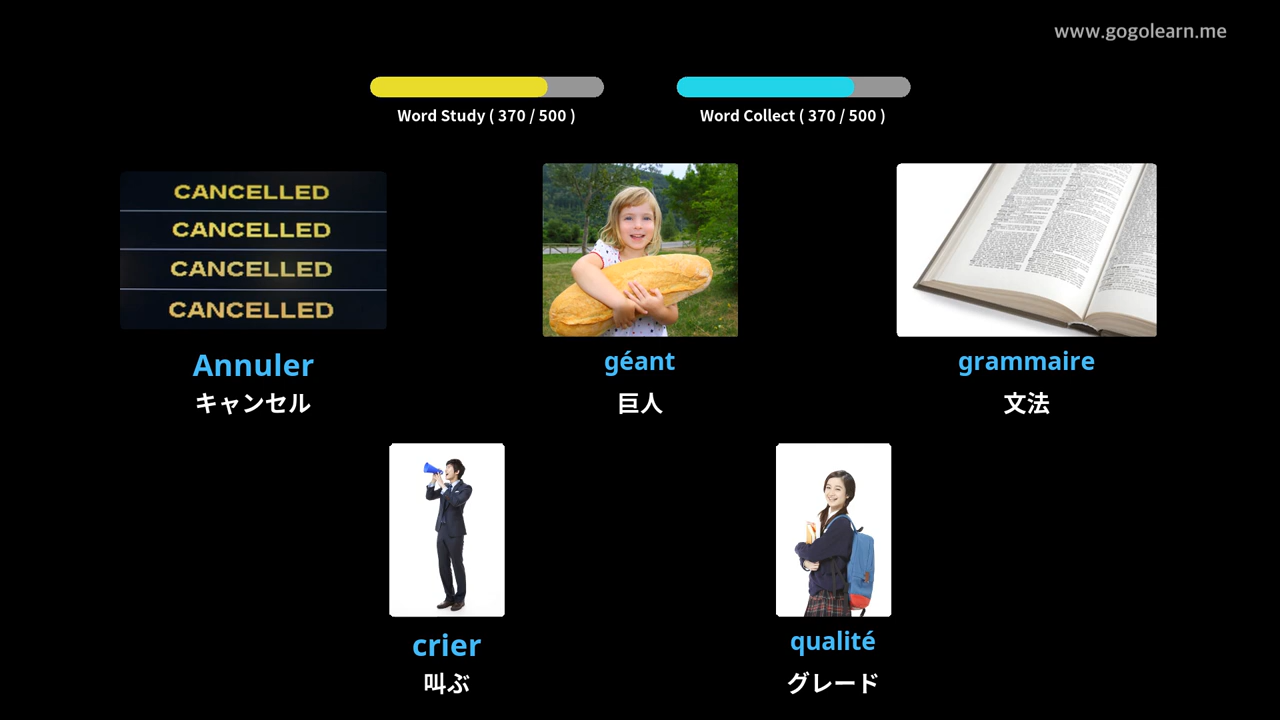 www.gogolearn.me
Word Study ( 370 / 500 )
Word Collect ( 370 / 500 )
CANCELLED
CANCELLED
CANCELLED
CANCELLED
Annuler
キャンセル
géant
巨人
grammaire
文法
crier
叫ぶ
qualité
グレード